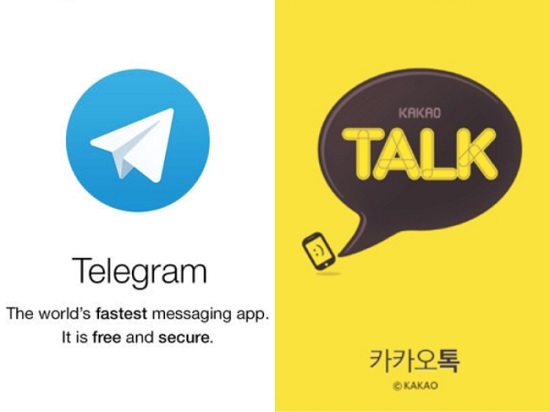 Telegram
The world's fastest messaging app.
It is free and secure.
KAKAO
TALK
카카오톡
© KAKAO